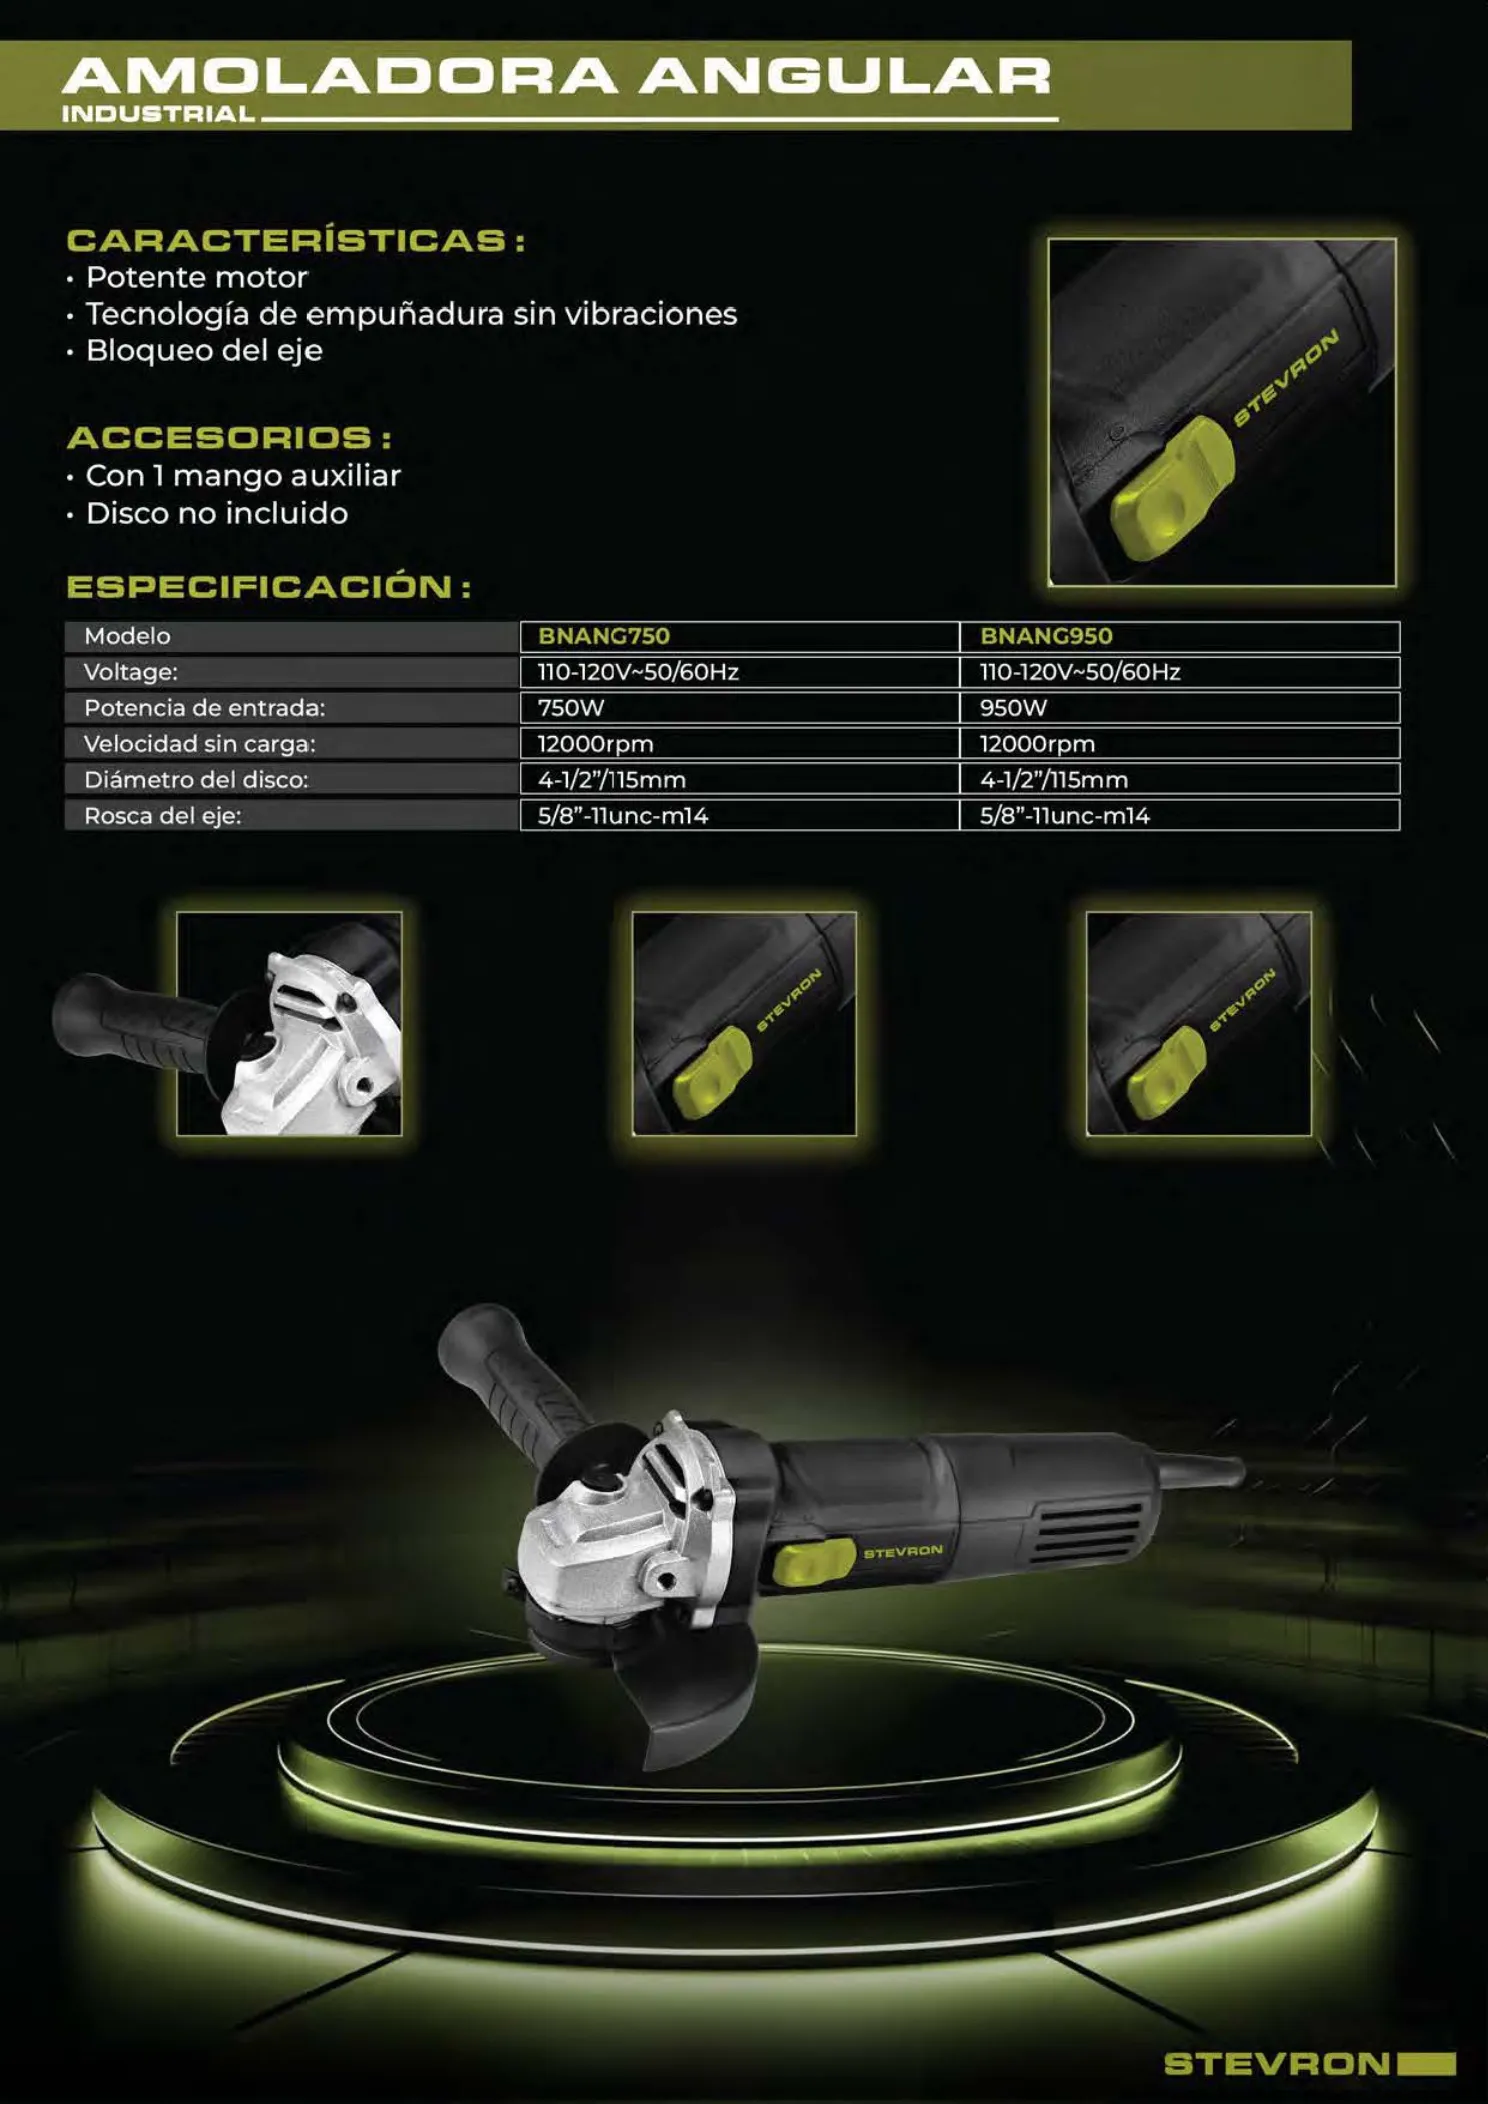 AMOLADORA ANGULAR
INDUSTRIAL
CARACTERÍSTICAS :
• Potente motor
• Tecnología de empuñadura sin vibraciones
• Bloqueo del eje
STEVRON
ACCESORIOS :
• Con 1 mango auxiliar
• Disco no incluido
ESPECIFICACIÓN :
Modelo BNANG750 BNANG950
Voltage: 110-120V~50/60Hz 110-120V~50/60Hz
Potencia de entrada: 750W 950W
Velocidad sin carga: 12000rpm 12000rpm
Diámetro del disco: 4-1/2”/115mm 4-1/2”/115mm
Rosca del eje: 5/8”-11unc-m14 5/8”-11unc-m14
STEVRON
STEVRON
STEVRON
STEVRON